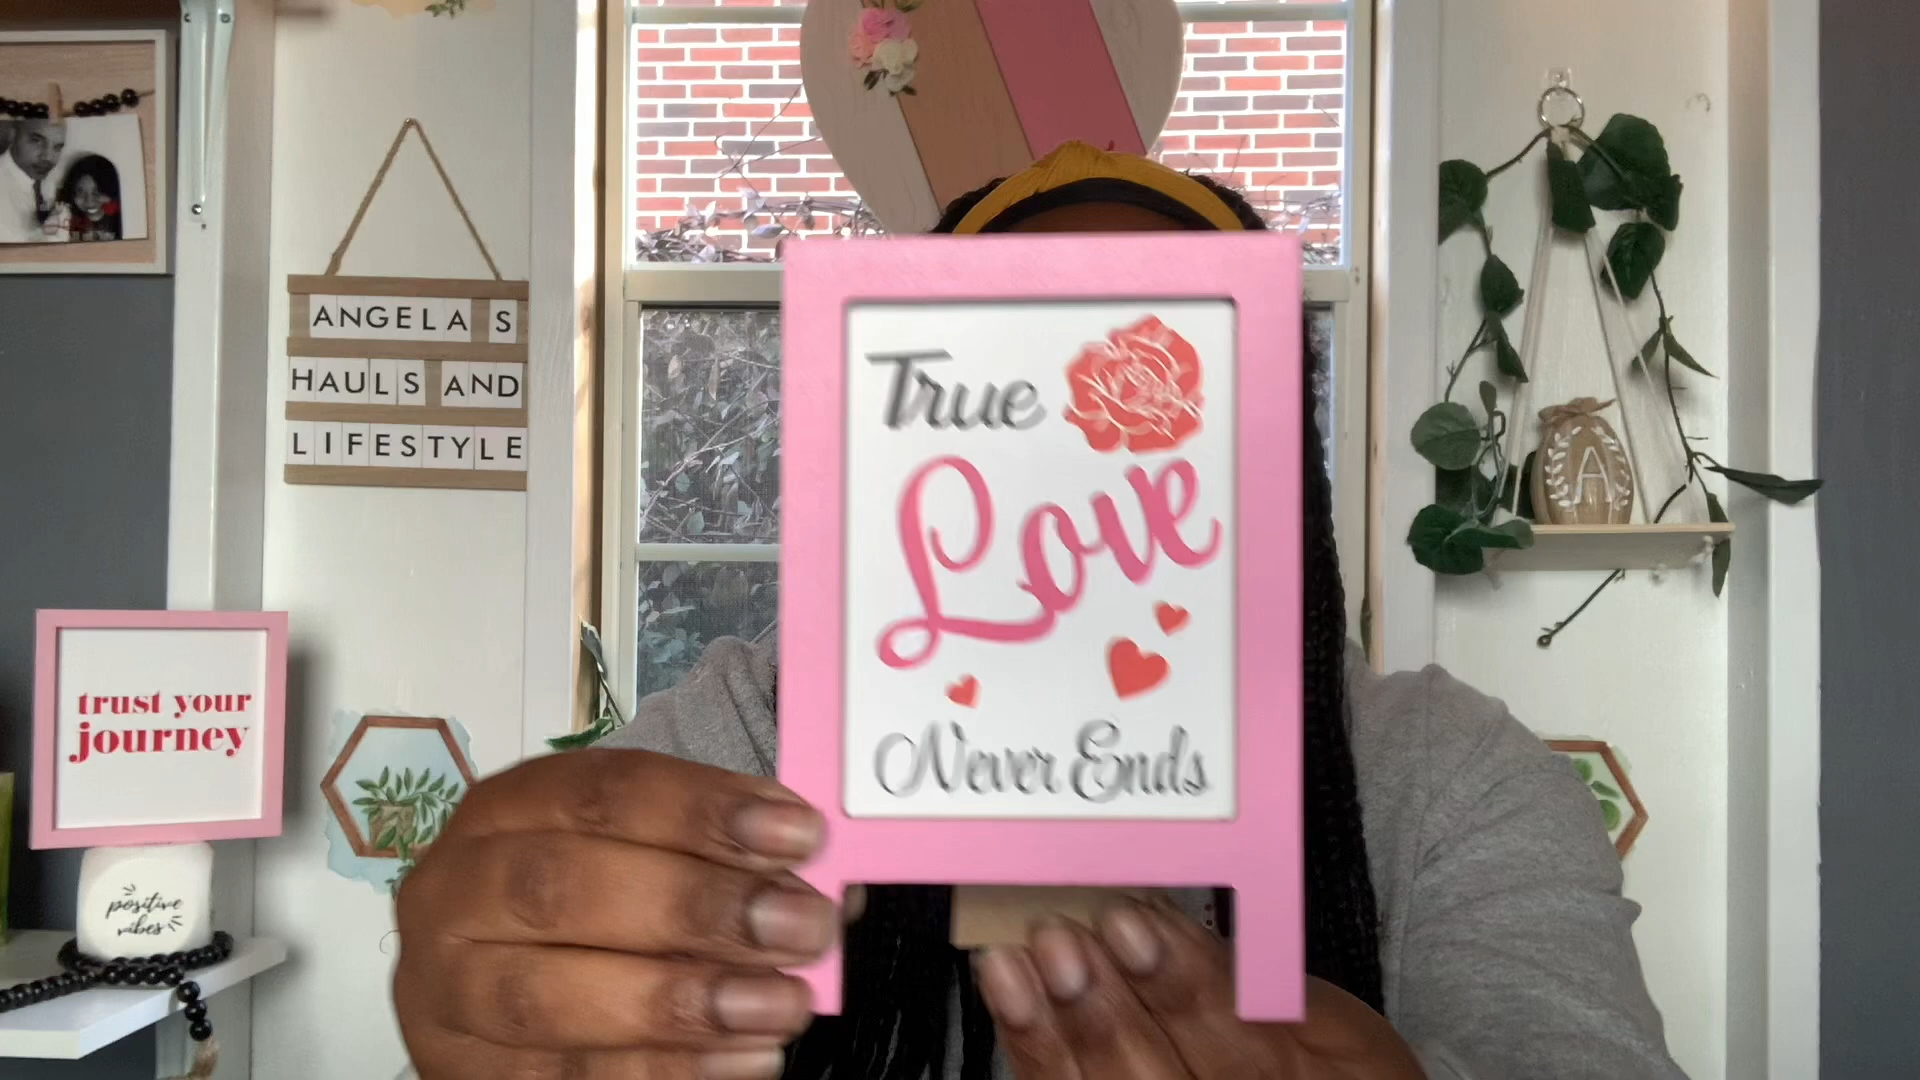 ANGELA S
HAULS AND
LIFESTYLE
True
Love
Never Ends
trust your
journey
positive
vibes
A